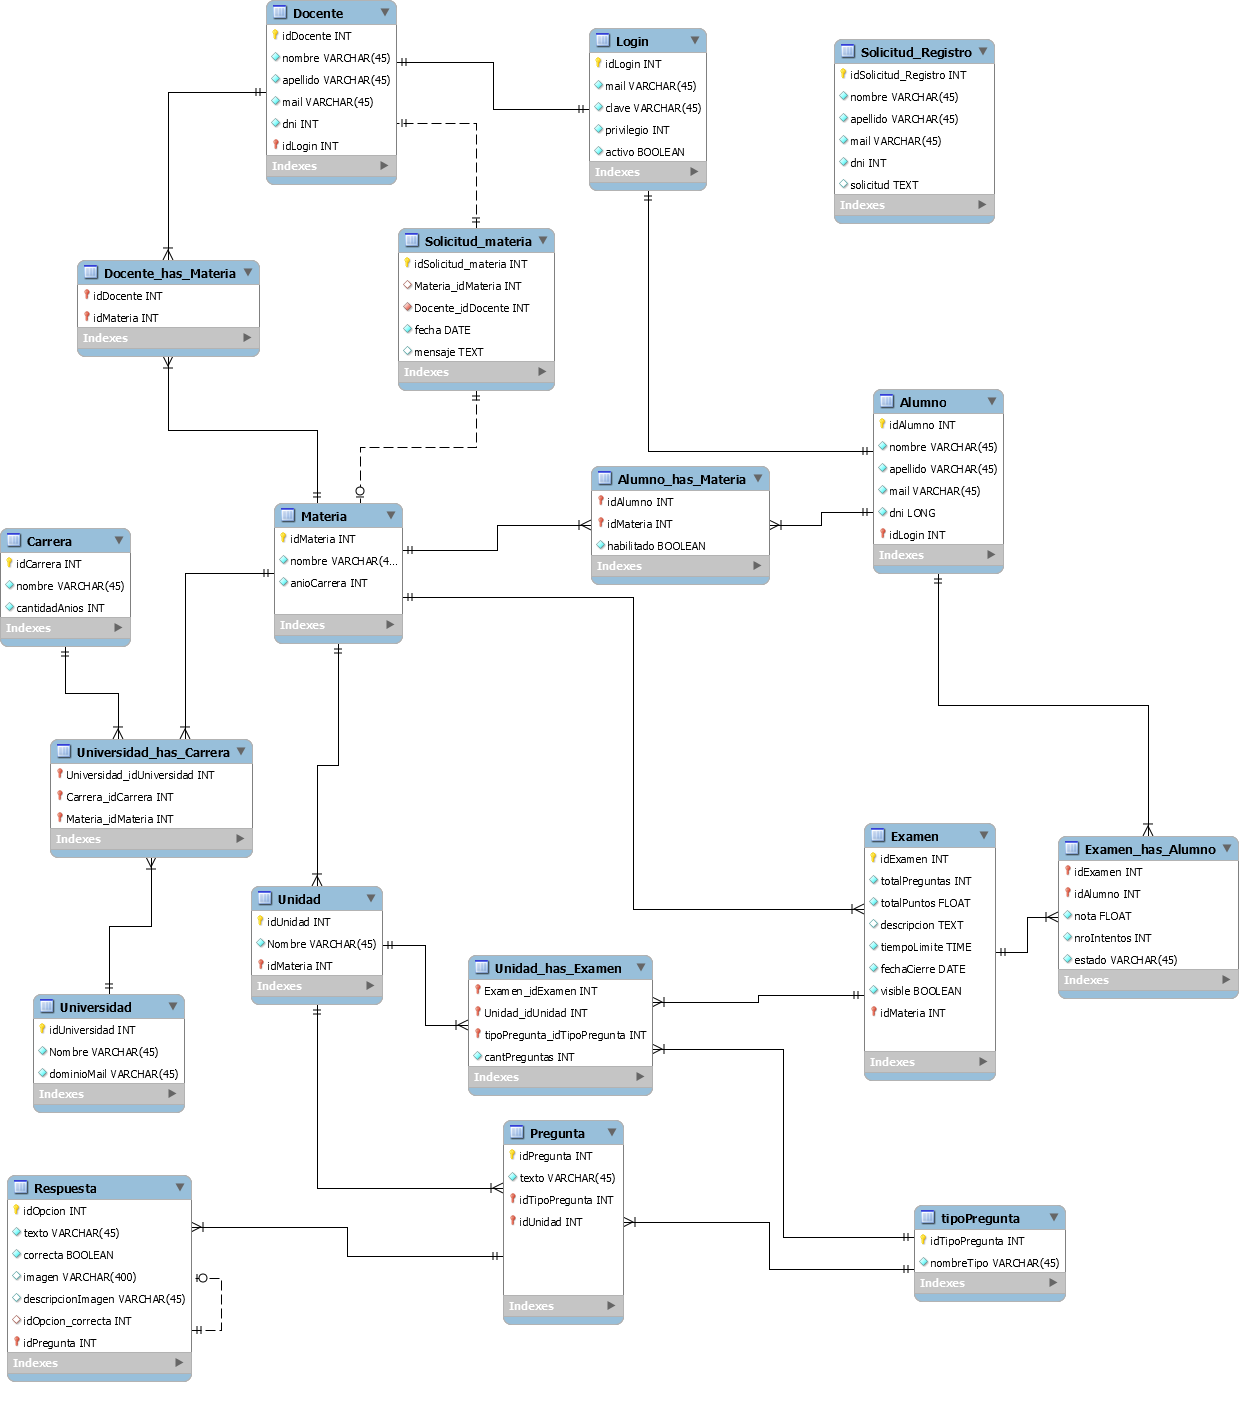 Docente
idDocente INT
nombre VARCHAR(45)
apellido VARCHAR(45)
mail VARCHAR(45)
dni INT
idLogin INT
Indexes
Login
idLogin INT
mail VARCHAR(45)
clave VARCHAR(45)
privilegio INT
activo BOOLEAN
Indexes
Solicitud_Registro
idSolicitud_Registro INT
nombre VARCHAR(45)
apellido VARCHAR(45)
mail VARCHAR(45)
dni INT
solicitud TEXT
Indexes
Docente_has_Materia
idDocente INT
idMateria INT
Indexes
Solicitud_materia
idSolicitud_materia INT
Materia_idMateria INT
Docente_idDocente INT
fecha DATE
mensaje TEXT
Indexes
Alumno
idAlumno INT
nombre VARCHAR(45)
apellido VARCHAR(45)
mail VARCHAR(45)
dni LONG
idLogin INT
Indexes
Alumno_has_Materia
idAlumno INT
idMateria INT
habilitado BOOLEAN
Indexes
Materia
idMateria INT
nombre VARCHAR(4...
anioCarrera INT
Indexes
Carrera
idCarrera INT
nombre VARCHAR(45)
cantidadAnios INT
Indexes
Universidad_has_Carrera
Universidad_idUniversidad INT
Carrera_idCarrera INT
Materia_idMateria INT
Indexes
Examen
idExamen INT
totalPreguntas INT
totalPuntos FLOAT
descripcion TEXT
tiempoLimite TIME
fechaCierre DATE
visible BOOLEAN
idMateria INT
Indexes
Examen_has_Alumno
idExamen INT
idAlumno INT
nota FLOAT
nroIntentos INT
estado VARCHAR(45)
Indexes
Unidad
idUnidad INT
Nombre VARCHAR(45)
idMateria INT
Indexes
Unidad_has_Examen
Examen_idExamen INT
Unidad_idUnidad INT
tipoPregunta_idTipoPregunta INT
cantPreguntas INT
Indexes
Universidad
idUniversidad INT
Nombre VARCHAR(45)
dominioMail VARCHAR(45)
Indexes
Pregunta
idPregunta INT
texto VARCHAR(45)
idTipoPregunta INT
idUnidad INT
Indexes
Respuesta
idOpcion INT
texto VARCHAR(45)
correcta BOOLEAN
imagen VARCHAR(400)
descripcionImagen VARCHAR(45)
idOpcion_correcta INT
idPregunta INT
Indexes
tipoPregunta
idTipoPregunta INT
nombreTipo VARCHAR(45)
Indexes